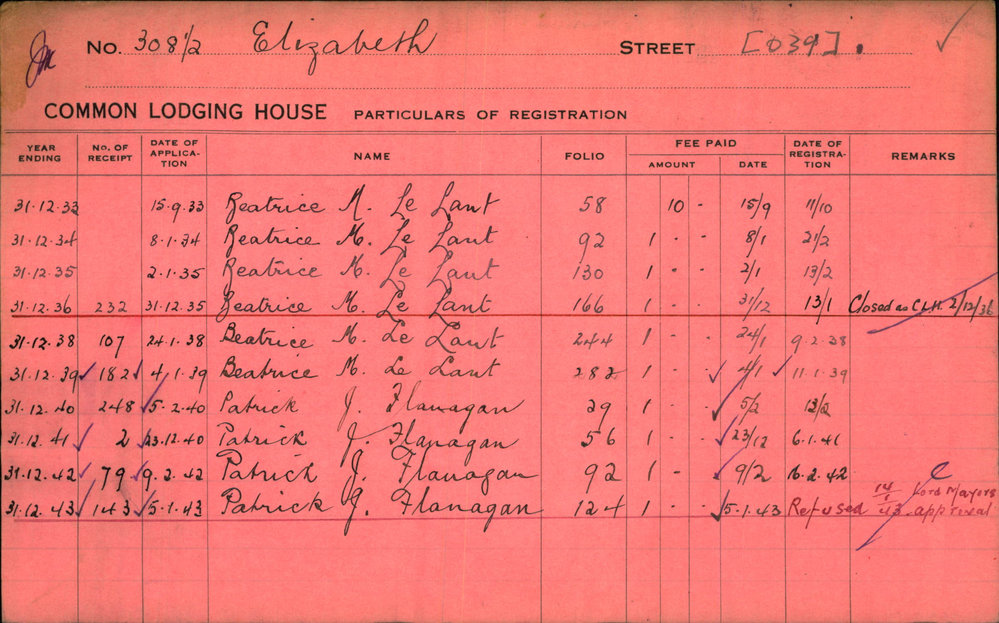 Jm No. 308 1/2 Elizabeth STREET [039]. ✓
COMMON LODGING HOUSE PARTICULARS OF REGISTRATION
YEAR ENDING No. OF RECEIPT DATE OF APPLICA-TION NAME FOLIO FEE PAID AMOUNT DATE DATE OF REGISTRA-TION REMARKS
31.12.33 15.9.33 Beatrice M. Le Lant 58 10 - 15/9 11/10
31.12.34 8.1.34 Beatrice M. Le Lant 92 1 - - 8/1 21/2
31.12.35 2.1.35 Beatrice M. Le Lant 130 1 - - 2/1 13/2
31.12.36 232 31.12.35 Beatrice M. Le Lant 166 1 - - 31/12 13/1 Closed as C.L.H. 2/12/36
31.12.38 107 24.1.38 Beatrice M. Le Lant 244 1 - - 24/1 9.2.38
31.12.39 ✓ 182 ✓ 4.1.39 Beatrice M. Le Lant 282 1 - - ✓ 4/1 ✓ 11.1.39
31.12.40 248 ✓ 5.2.40 Patrick J. Flanagan 29 1 - - ✓ 5/2 13/2
31.12.41 ✓ 2 ✓ 23.12.40 Patrick J. Flanagan 56 1 - - ✓ 23/12 6.1.41
31.12.42 ✓ 79 ✓ 9.2.42 Patrick J. Flanagan 92 1 - - ✓ 9/2 16.2.42
31.12.43 ✓ 143 ✓ 5.1.43 Patrick J. Flanagan 124 1 - - ✓ 5.1.43 Refused 14/1/43 Lord Mayors approval